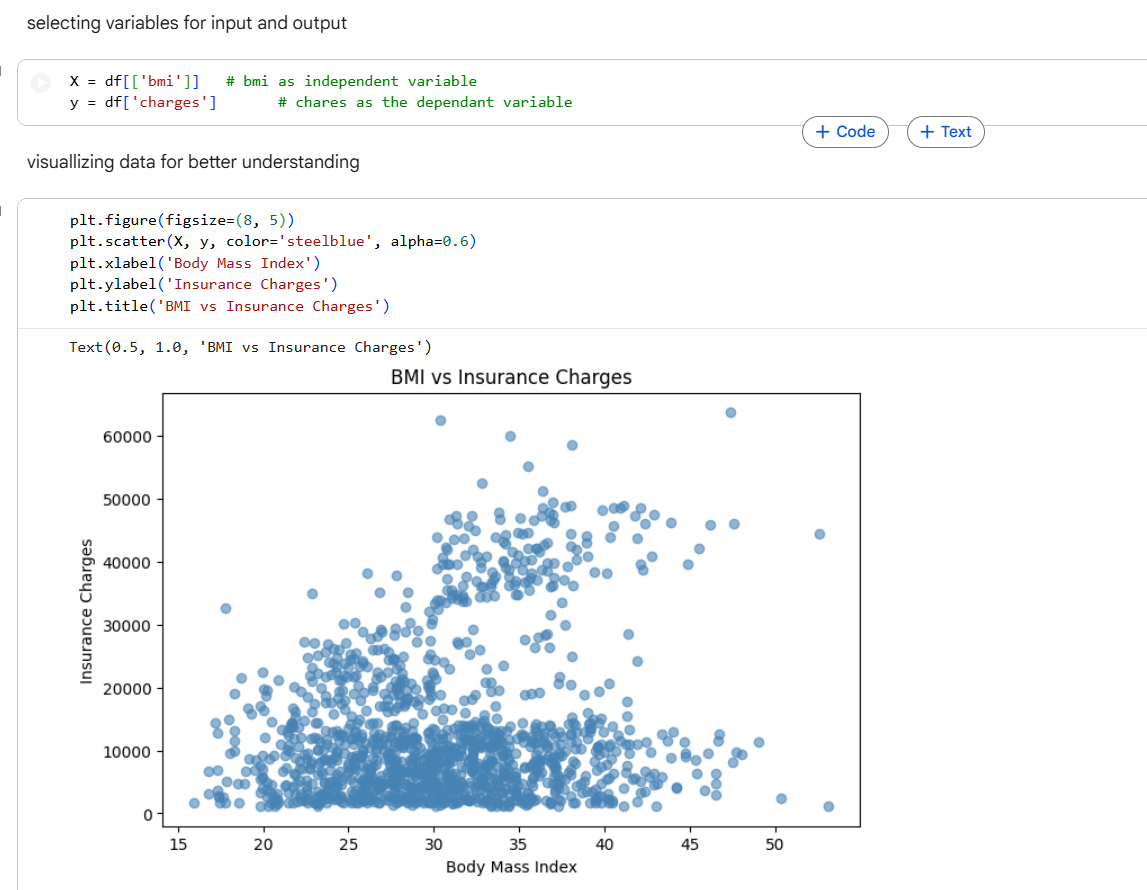 selecting variables for input and output
X = df[['bmi']]   # bmi as independent variable
y = df['charges']       # chares as the dependant variable
+ Code
+ Text
visuallizing data for better understanding
plt.figure(figsize=(8, 5))
plt.scatter(X, y, color='steelblue', alpha=0.6)
plt.xlabel('Body Mass Index')
plt.ylabel('Insurance Charges')
plt.title('BMI vs Insurance Charges')
Text(0.5, 1.0, 'BMI vs Insurance Charges')
BMI vs Insurance Charges
60000
50000
40000
30000
20000
10000
0
Insurance Charges
15 20 25 30 35 40 45 50
Body Mass Index